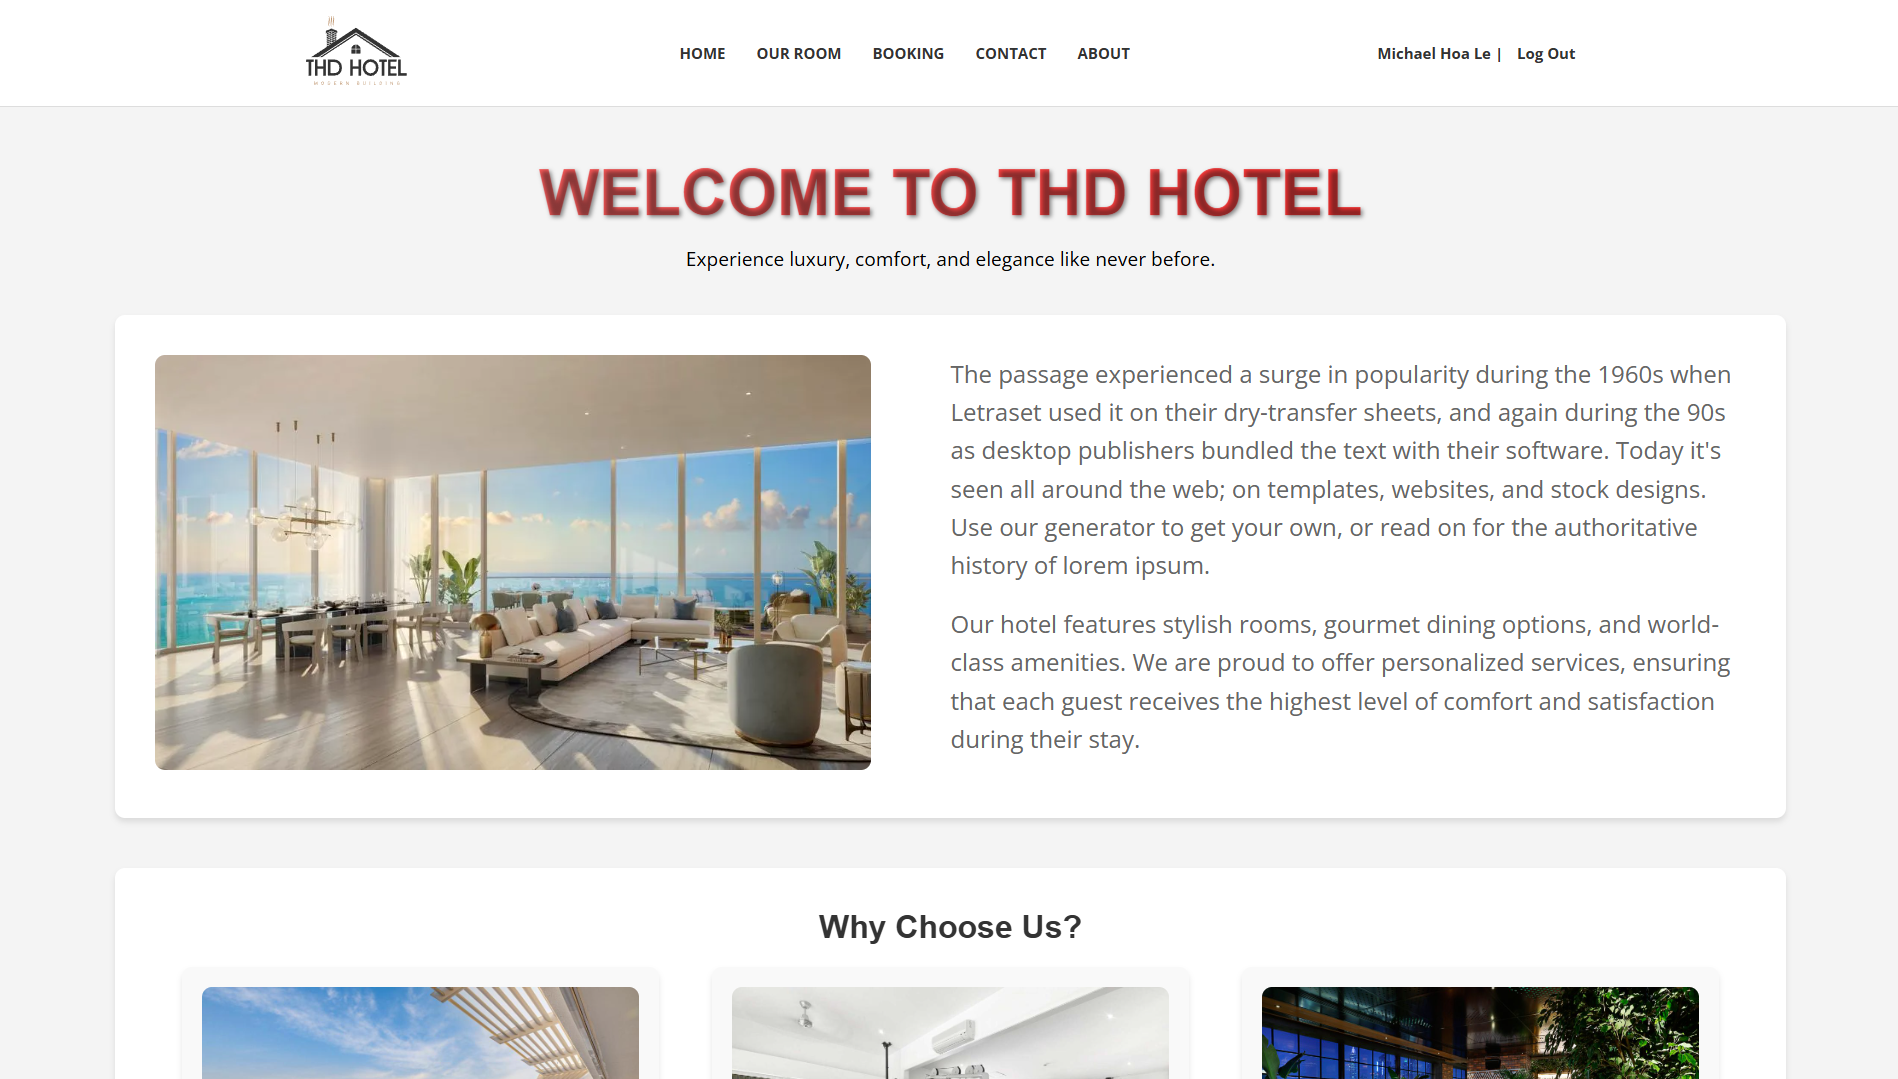 THD HOTEL
MODERN BUILDING
HOME OUR ROOM BOOKING CONTACT ABOUT
Michael Hoa Le | Log Out
WELCOME TO THD HOTEL
Experience luxury, comfort, and elegance like never before.
The passage experienced a surge in popularity during the 1960s when
Letraset used it on their dry-transfer sheets, and again during the 90s
as desktop publishers bundled the text with their software. Today it's
seen all around the web; on templates, websites, and stock designs.
Use our generator to get your own, or read on for the authoritative
history of lorem ipsum.
Our hotel features stylish rooms, gourmet dining options, and world-
class amenities. We are proud to offer personalized services, ensuring
that each guest receives the highest level of comfort and satisfaction
during their stay.
Why Choose Us?